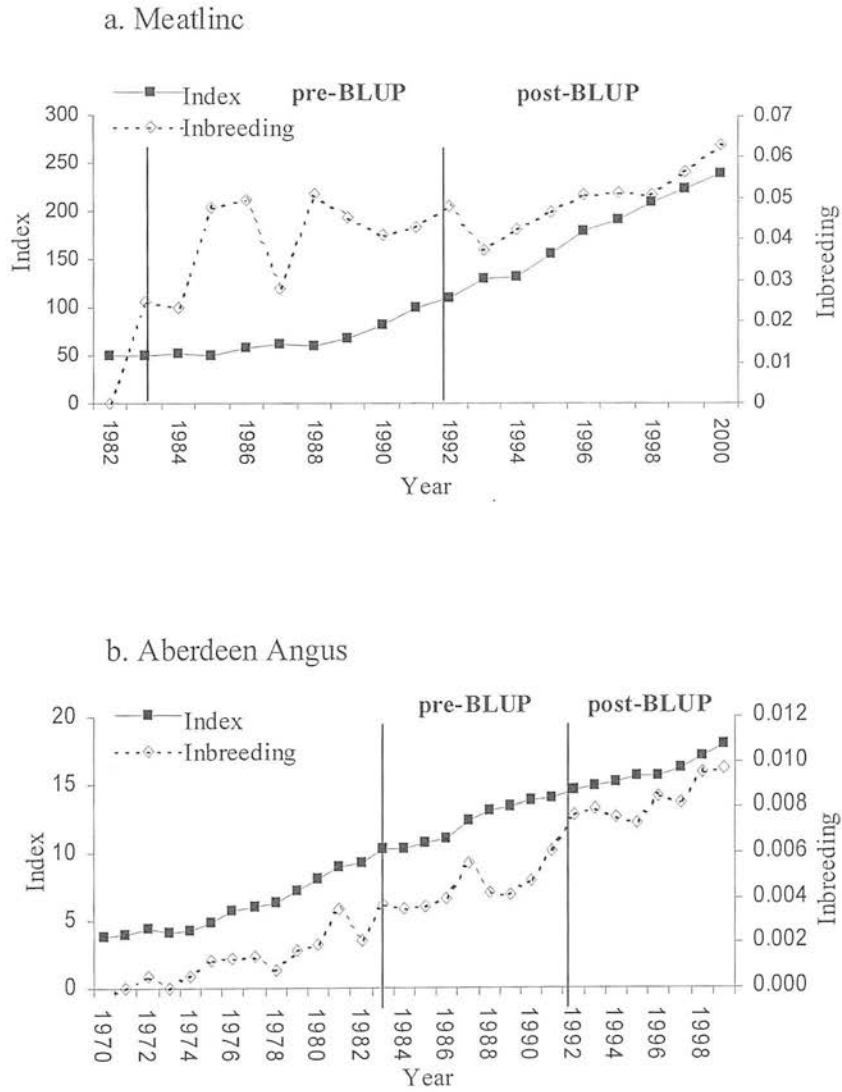 a. Meatlinc
pre-BLUP post-BLUP
Index
Inbreeding
300
250
200
150
100
50
0
0.07
0.06
0.05
0.04
0.03
0.02
0.01
0
Index
Inbreeding
1982 1984 1986 1988 1990 1992 1994 1996 1998 2000
Year
b. Aberdeen Angus
pre-BLUP post-BLUP
Index
Inbreeding
20
15
10
5
0
0.012
0.010
0.008
0.006
0.004
0.002
0.000
Index
Inbreeding
1970 1972 1974 1976 1978 1980 1982 1984 1986 1988 1990 1992 1994 1996 1998
Year